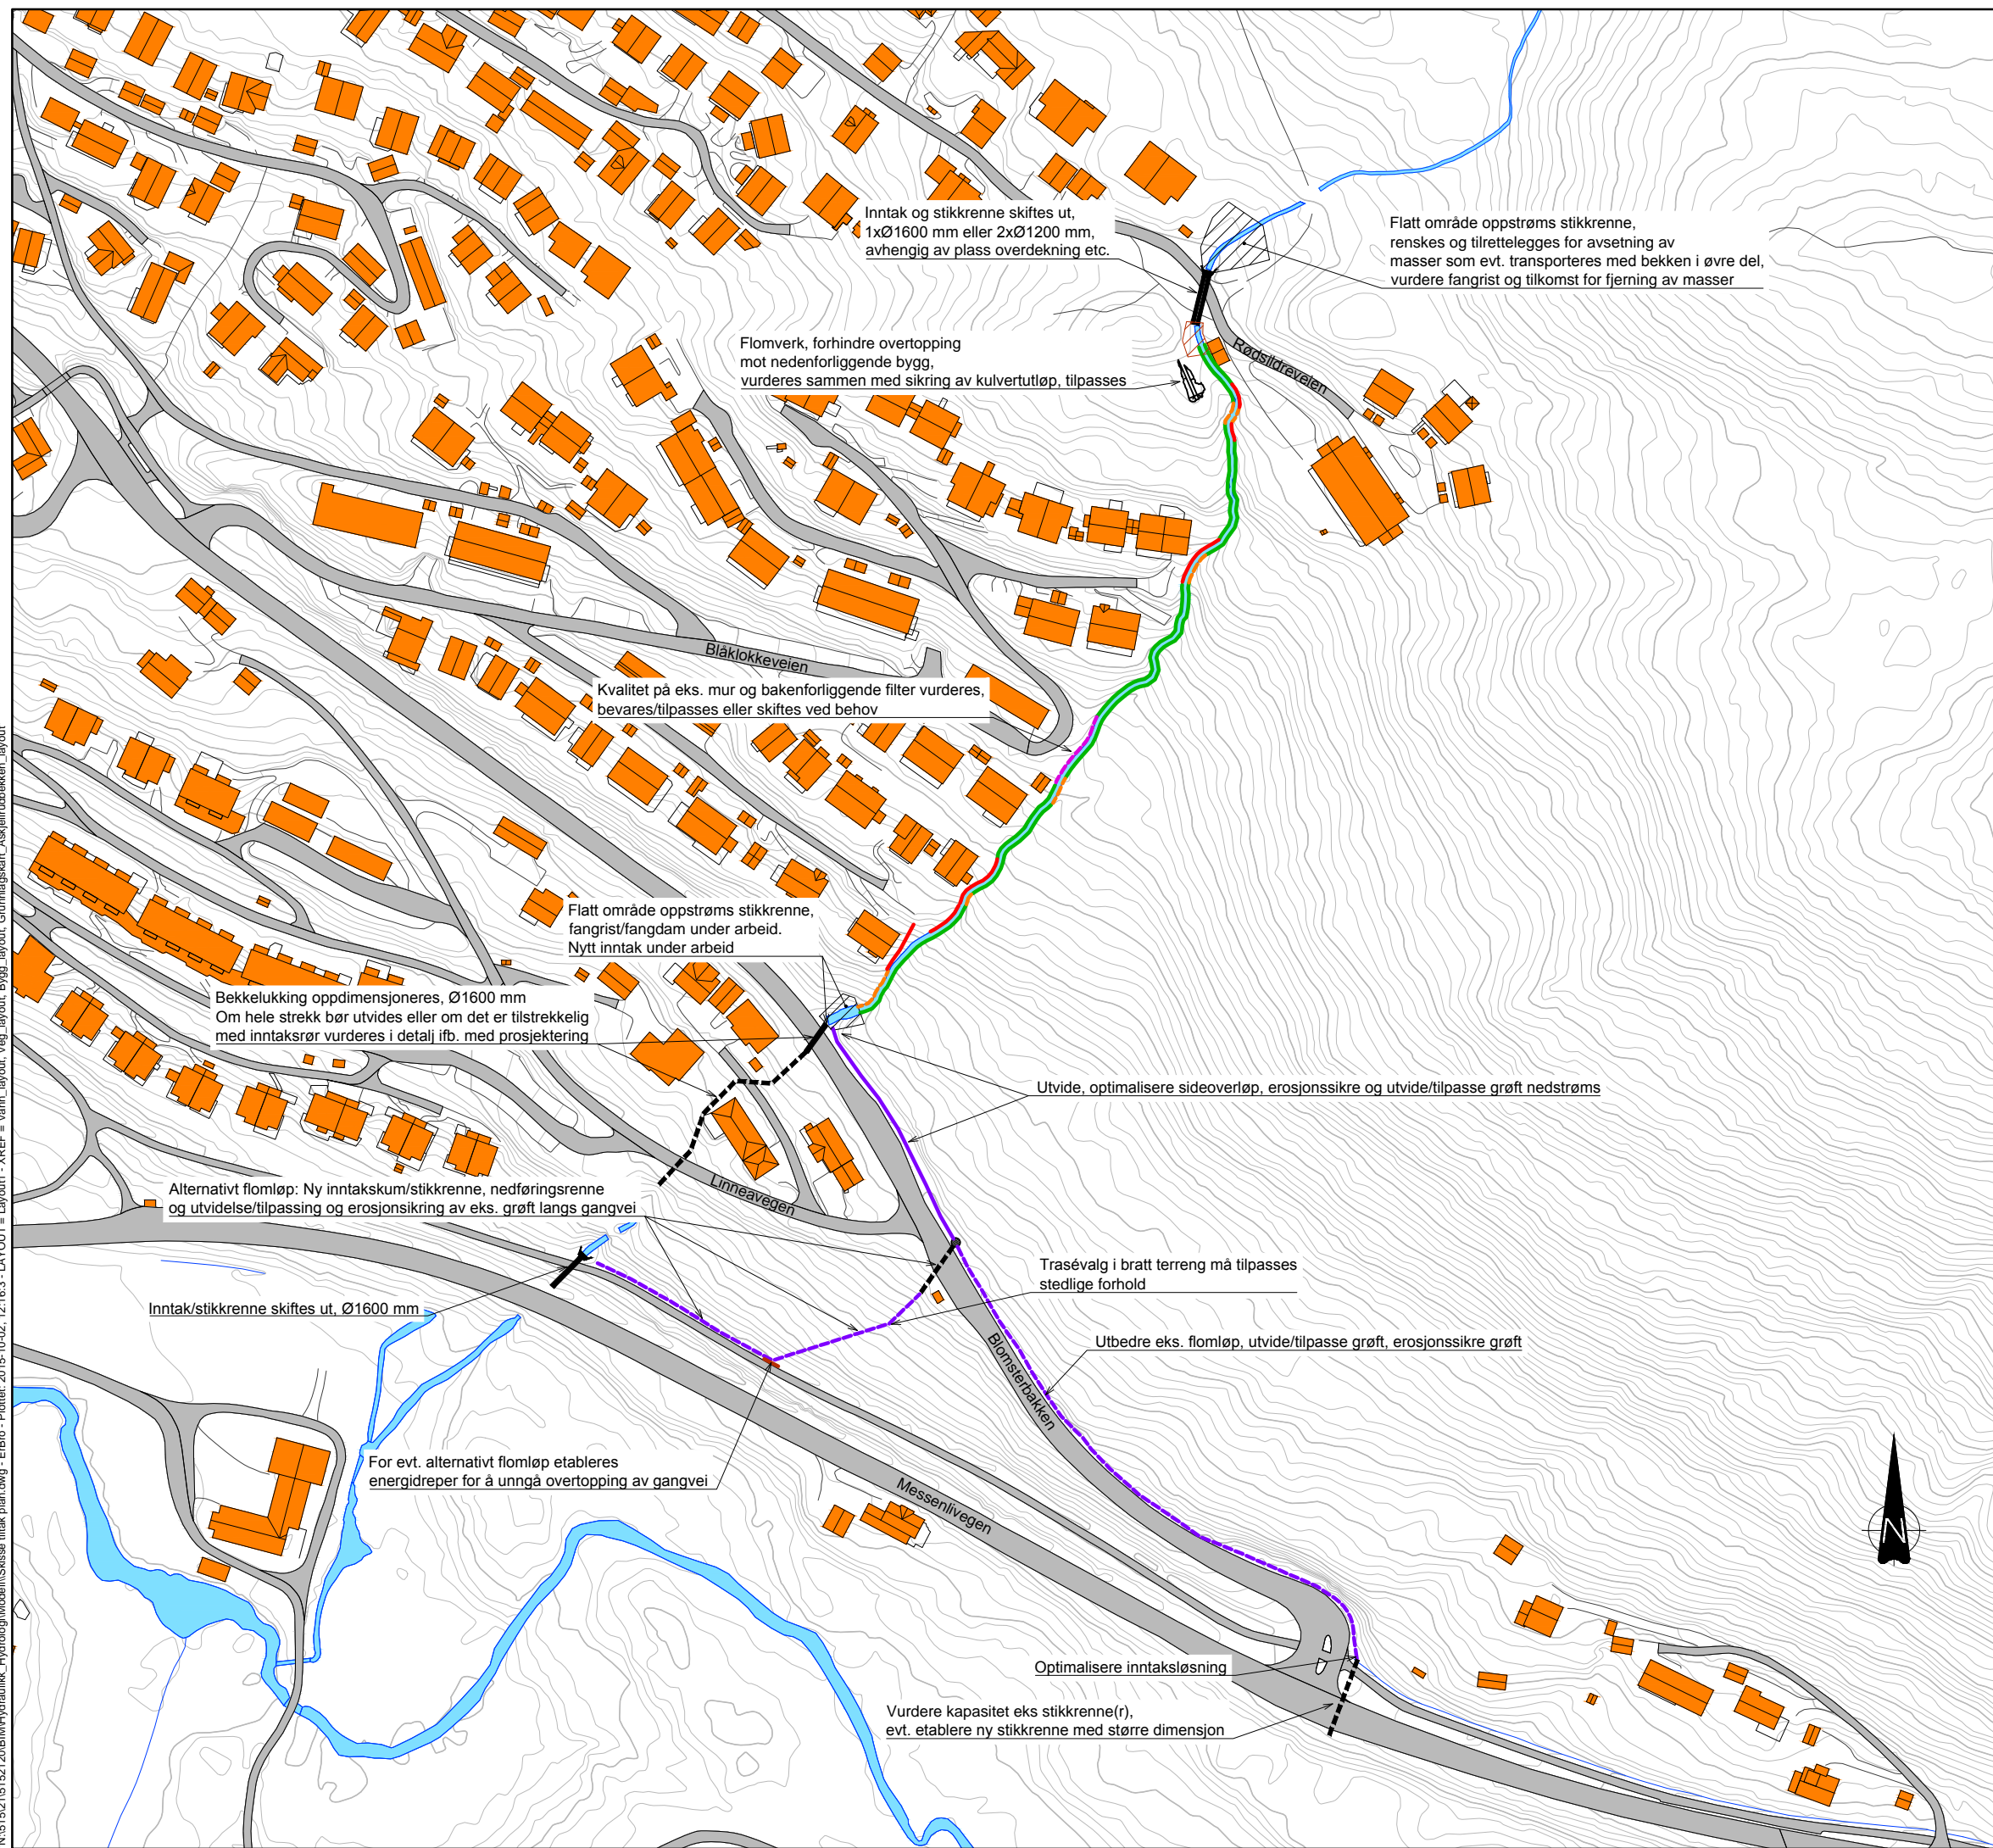 Inntak og stikkrenne skiftes ut,
1xØ1600 mm eller 2xØ1200 mm,
avhengig av plass overdekning etc.
Flatt område oppstrøms stikkrenne,
renskes og tilrettelegges for avsetning av
masser som evt. transporteres med bekken i øvre del,
vurdere fangrist og tilkomst for fjerning av masser
Flomverk, forhindre overtopping
mot nedenforliggende bygg,
vurderes sammen med sikring av kulvertutløp, tilpasses
Rødsildreveien
Blåklokkeveien
Kvalitet på eks. mur og bakenforliggende filter vurderes,
bevares/tilpasses eller skiftes ved behov
Flatt område oppstrøms stikkrenne,
fangrist/fangdam under arbeid.
Nytt inntak under arbeid
Bekkelukking oppdimensjoneres, Ø1600 mm
Om hele strekk bør utvides eller om det er tilstrekkelig
med inntaksrør vurderes i detalj ifb. med prosjektering
Utvide, optimalisere sideoverløp, erosjonssikre og utvide/tilpasse grøft nedstrøms
Alternativt flomløp: Ny inntakskum/stikkrenne, nedføringsrenne
og utvidelse/tilpassing og erosjonsikring av eks. grøft langs gangvei
Linneavegen
Trasévalg i bratt terreng må tilpasses
stedlige forhold
Inntak/stikkrenne skiftes ut, Ø1600 mm
Blomsterbakken
Utbedre eks. flomløp, utvide/tilpasse grøft, erosjonssikre grøft
For evt. alternativt flomløp etableres
energidreper for å unngå overtopping av gangvei
Messenlivegen
N
Optimalisere inntaksløsning
Vurdere kapasitet eks stikkrenne(r),
evt. etablere ny stikkrenne med større dimensjon